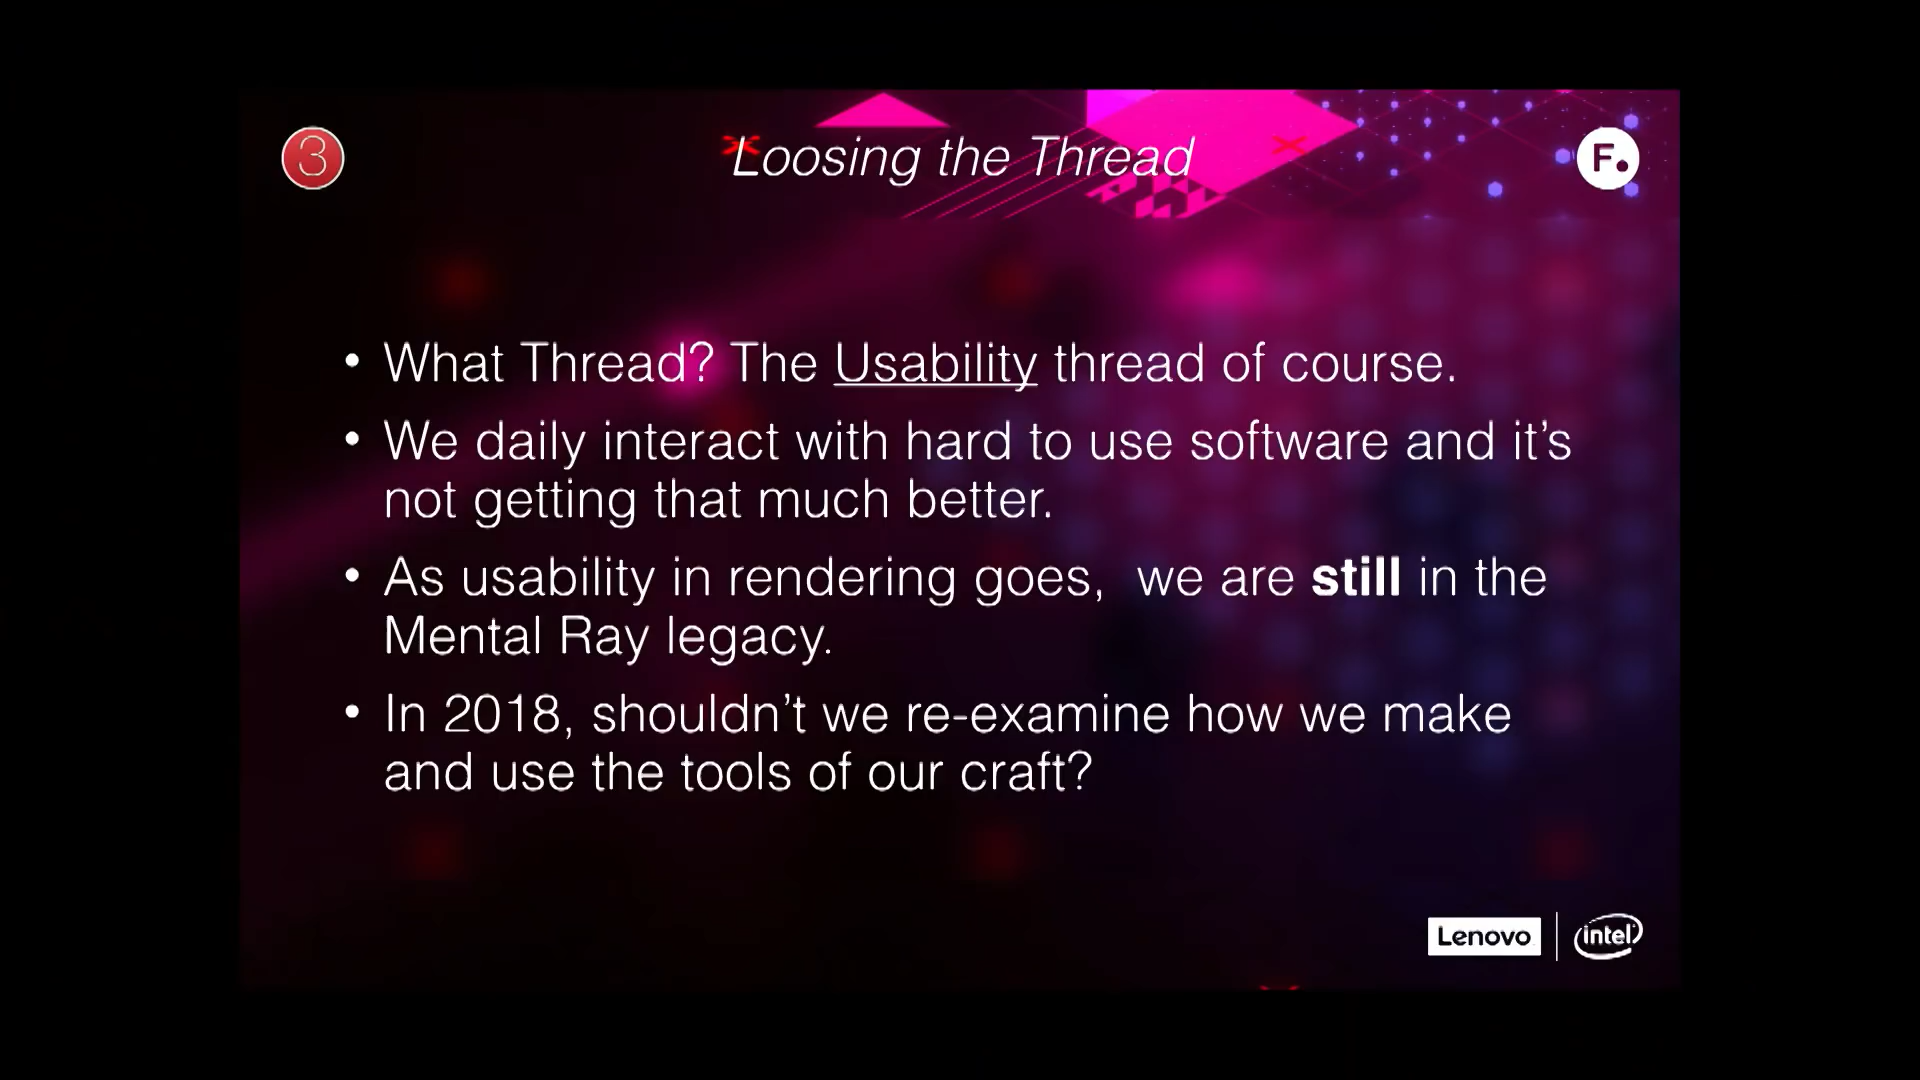 3
Loosing the Thread
F.
• What Thread? The Usability thread of course.
• We daily interact with hard to use software and it’s
not getting that much better.
• As usability in rendering goes,  we are still in the
Mental Ray legacy.
• In 2018, shouldn’t we re-examine how we make
and use the tools of our craft?
Lenovo
intel